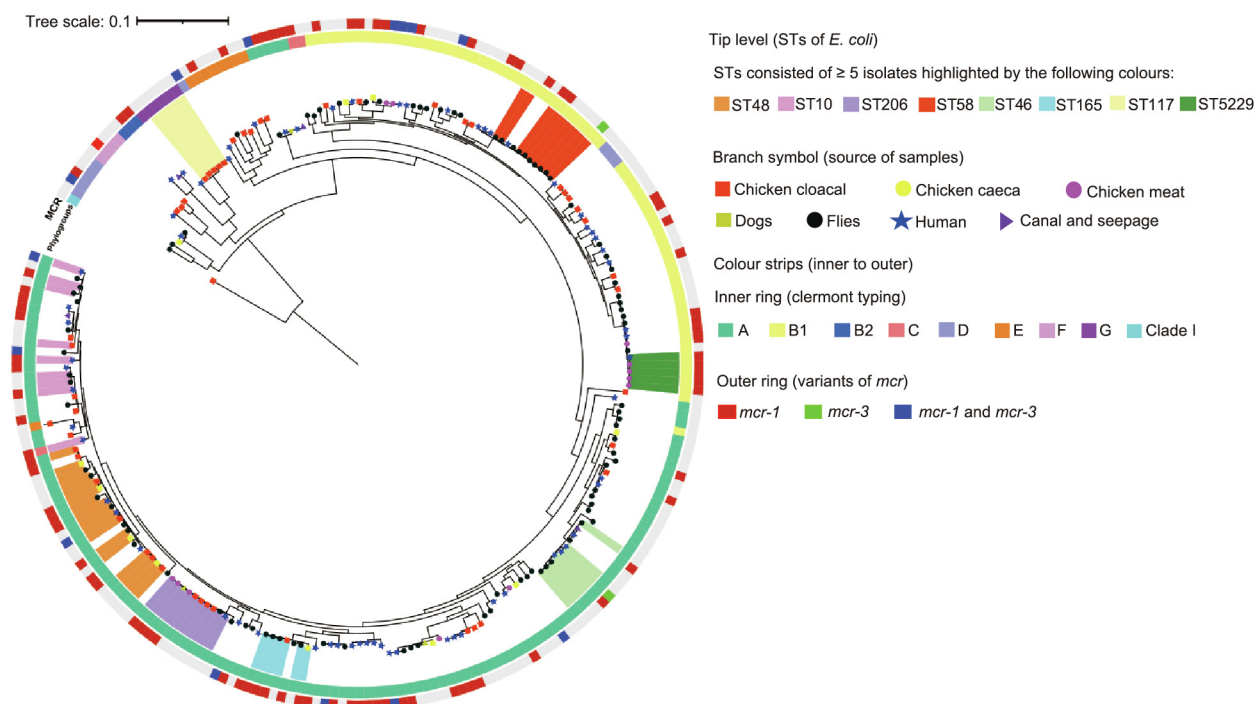 Tree scale: 0.1
MCR
Phylogroups
Tip level (STs of E. coli)
STs consisted of ≥ 5 isolates highlighted by the following colours:
ST48 ST10 ST206 ST58 ST46 ST165 ST117 ST5229
Branch symbol (source of samples)
Chicken cloacal Chicken caeca Chicken meat
Dogs Flies Human Canal and seepage
Colour strips (inner to outer)
Inner ring (clermont typing)
A B1 B2 C D E F G Clade I
Outer ring (variants of mcr)
mcr-1 mcr-3 mcr-1 and mcr-3